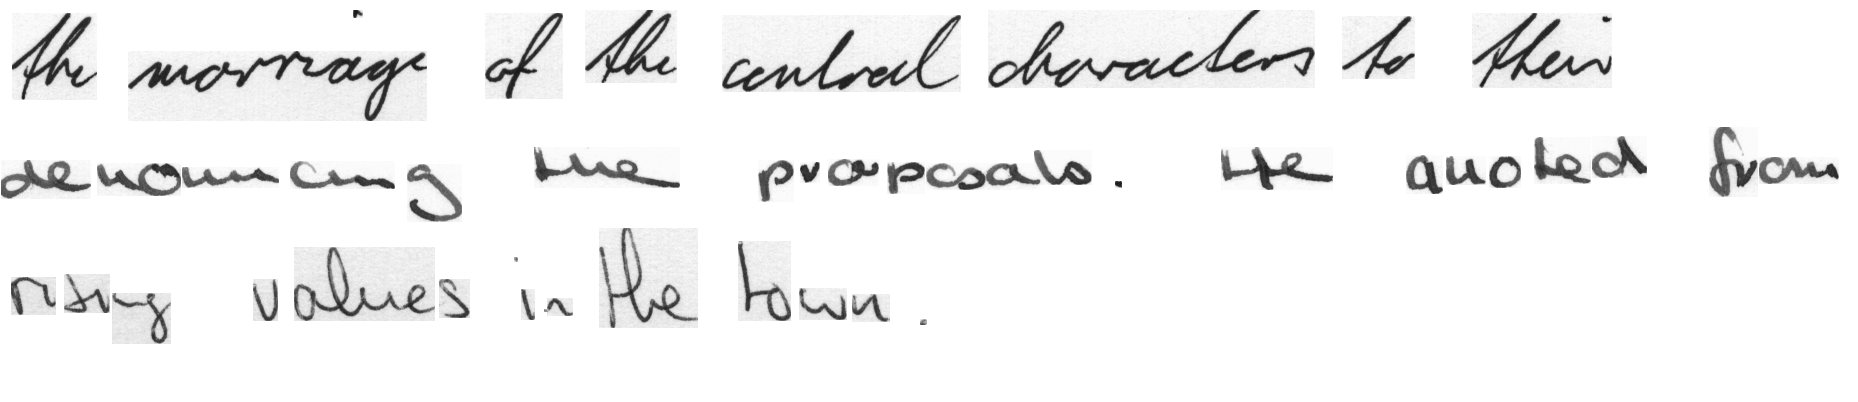 the marriage of the central characters to their
denouncing the proposals. He quoted from
rising values in the town.